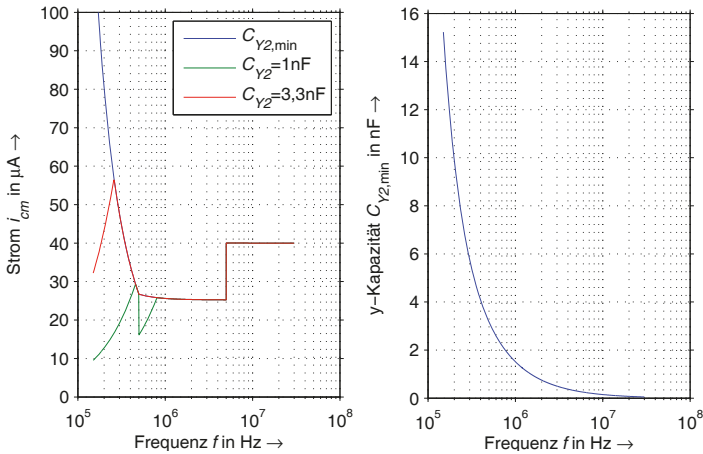 100
90
80
70
60
50
40
30
20
10
0
Strom i_cm in µA →
C_Y2,min
C_Y2=1nF
C_Y2=3,3nF
10^5 10^6 10^7 10^8
Frequenz f in Hz →
16
14
12
10
8
6
4
2
0
y−Kapazität C_Y2,min in nF →
10^5 10^6 10^7 10^8
Frequenz f in Hz →